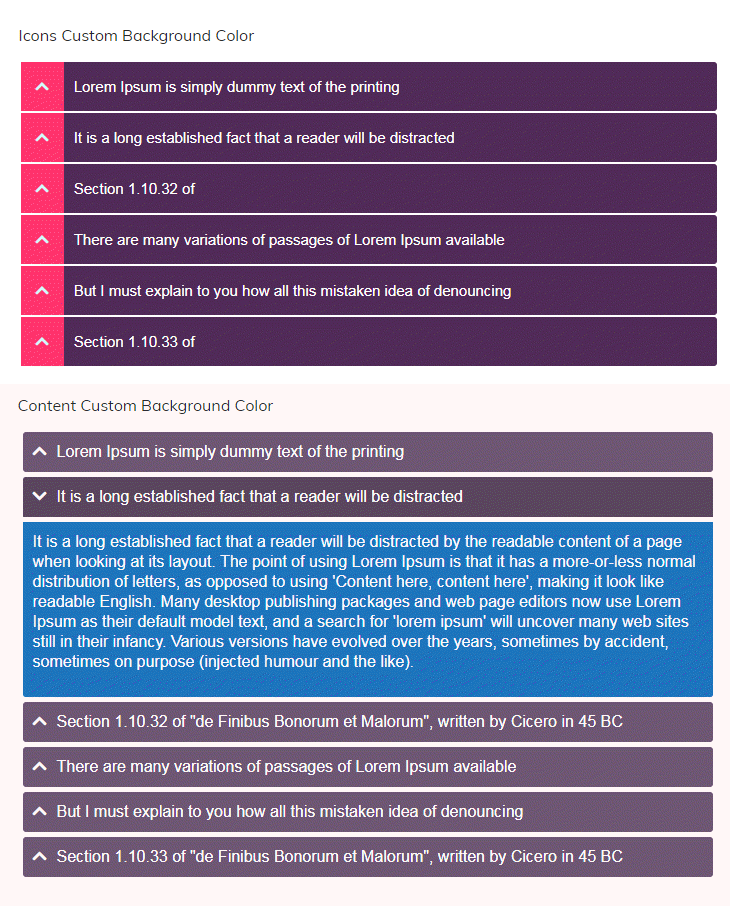 Icons Custom Background Color
Lorem Ipsum is simply dummy text of the printing
It is a long established fact that a reader will be distracted
Section 1.10.32 of
There are many variations of passages of Lorem Ipsum available
But I must explain to you how all this mistaken idea of denouncing
Section 1.10.33 of
Content Custom Background Color
Lorem Ipsum is simply dummy text of the printing
It is a long established fact that a reader will be distracted
It is a long established fact that a reader will be distracted by the readable content of a page
when looking at its layout. The point of using Lorem Ipsum is that it has a more-or-less normal
distribution of letters, as opposed to using 'Content here, content here', making it look like
readable English. Many desktop publishing packages and web page editors now use Lorem
Ipsum as their default model text, and a search for 'lorem ipsum' will uncover many web sites
still in their infancy. Various versions have evolved over the years, sometimes by accident,
sometimes on purpose (injected humour and the like).
Section 1.10.32 of "de Finibus Bonorum et Malorum", written by Cicero in 45 BC
There are many variations of passages of Lorem Ipsum available
But I must explain to you how all this mistaken idea of denouncing
Section 1.10.33 of "de Finibus Bonorum et Malorum", written by Cicero in 45 BC